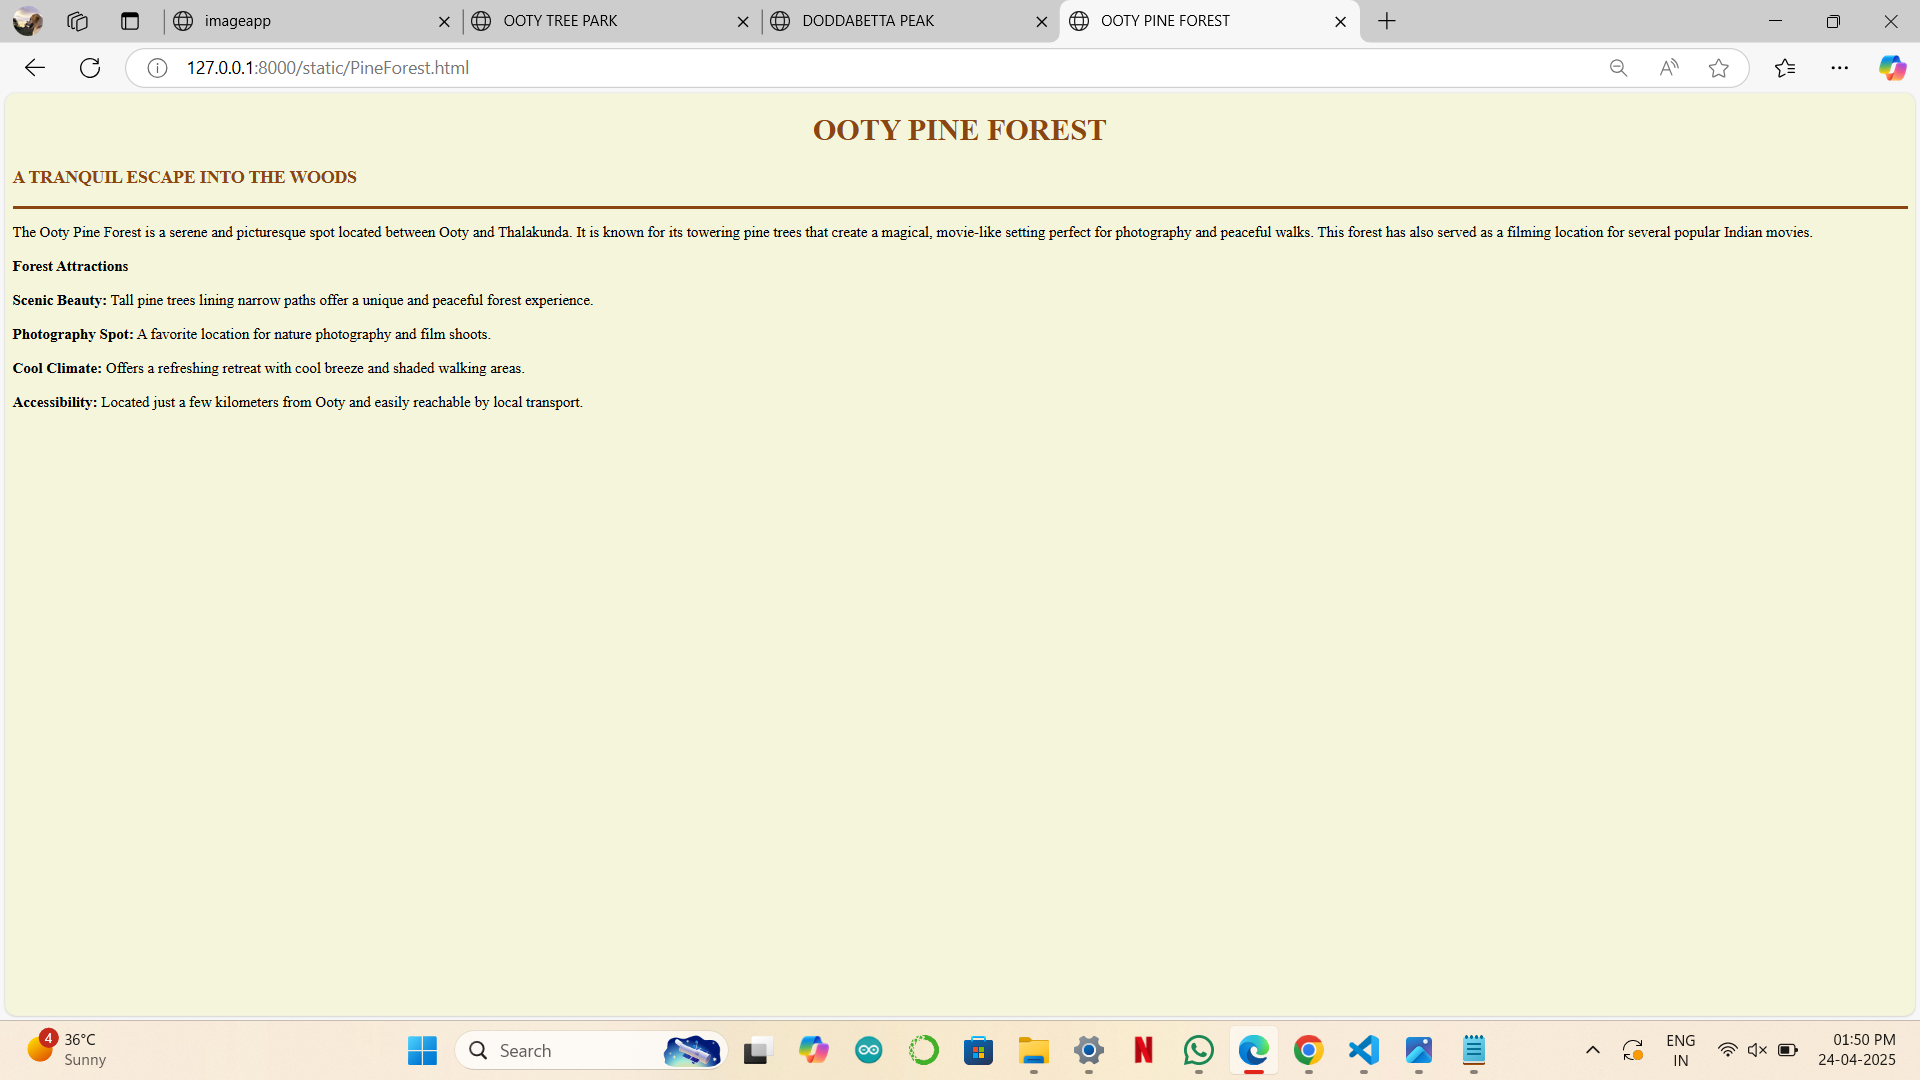 imageapp
OOTY TREE PARK
DODDABETTA PEAK
OOTY PINE FOREST
127.0.0.1:8000/static/PineForest.html
OOTY PINE FOREST
A TRANQUIL ESCAPE INTO THE WOODS
The Ooty Pine Forest is a serene and picturesque spot located between Ooty and Thalakunda. It is known for its towering pine trees that create a magical, movie-like setting perfect for photography and peaceful walks. This forest has also served as a filming location for several popular Indian movies.
Forest Attractions
Scenic Beauty: Tall pine trees lining narrow paths offer a unique and peaceful forest experience.
Photography Spot: A favorite location for nature photography and film shoots.
Cool Climate: Offers a refreshing retreat with cool breeze and shaded walking areas.
Accessibility: Located just a few kilometers from Ooty and easily reachable by local transport.
4
36°C
Sunny
Search
ENG
IN
01:50 PM
24-04-2025